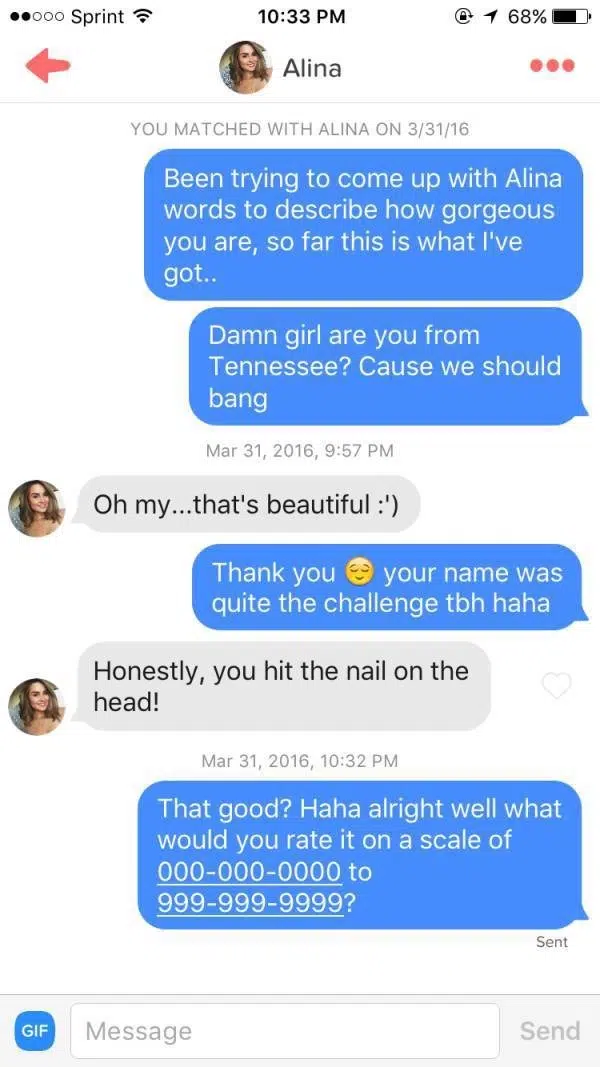 Sprint 10:33 PM 68%
Alina
YOU MATCHED WITH ALINA ON 3/31/16
Been trying to come up with Alina
words to describe how gorgeous
you are, so far this is what I've
got..
Damn girl are you from
Tennessee? Cause we should
bang
Mar 31, 2016, 9:57 PM
Oh my...that's beautiful :')
Thank you 😌 your name was
quite the challenge tbh haha
Honestly, you hit the nail on the
head!
Mar 31, 2016, 10:32 PM
That good? Haha alright well what
would you rate it on a scale of
000-000-0000 to
999-999-9999?
Sent
GIF Message Send